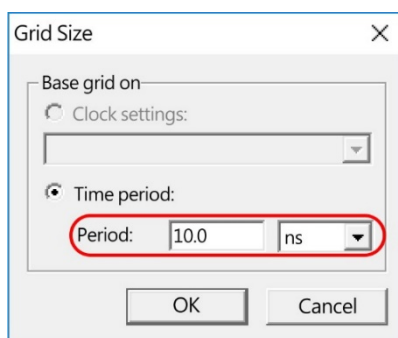 Grid Size
Base grid on
Clock settings:
Time period:
Period: 10.0 ns
OK Cancel